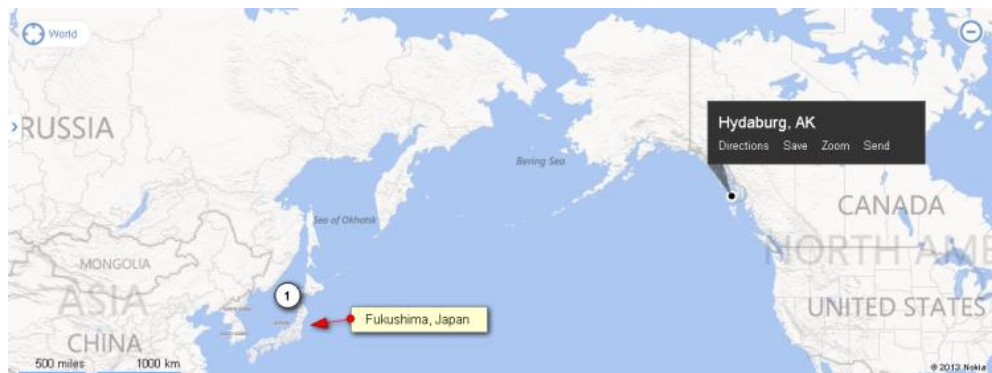 World
RUSSIA
Hydaburg, AK
Directions Save Zoom Send
Bering Sea
CANADA
Sea of Okhotsk
NORTH AME
MONGOLIA
ASIA
1
UNITED STATES
Fukushima, Japan
CHINA
500 miles 1000 km
© 2013 Nokia